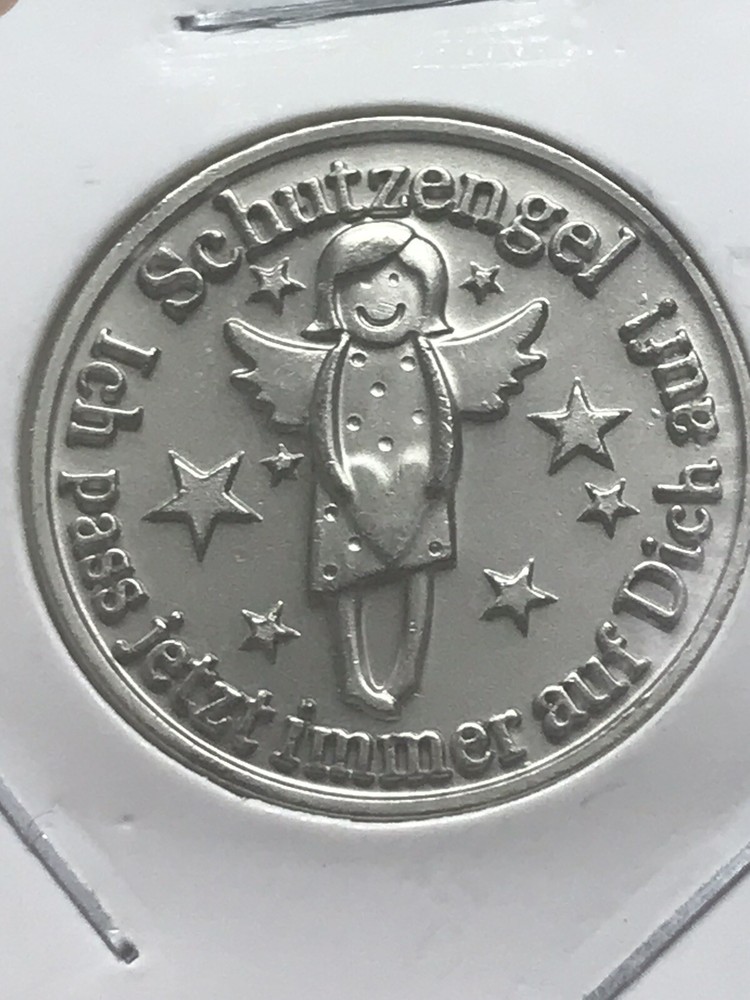 Schutzengel
Ich pass jetzt immer auf Dich auf!